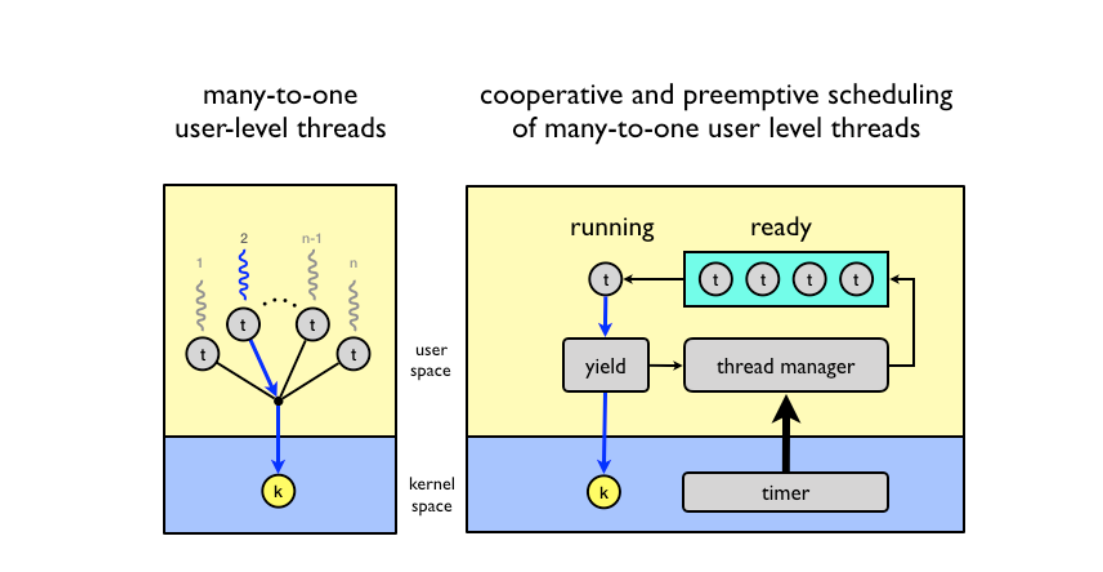 many-to-one
user-level threads
1
2
n-1
n
t
t
t
t
k
user
space
kernel
space
cooperative and preemptive scheduling
of many-to-one user level threads
running
ready
t
t
t
t
t
yield
thread manager
k
timer